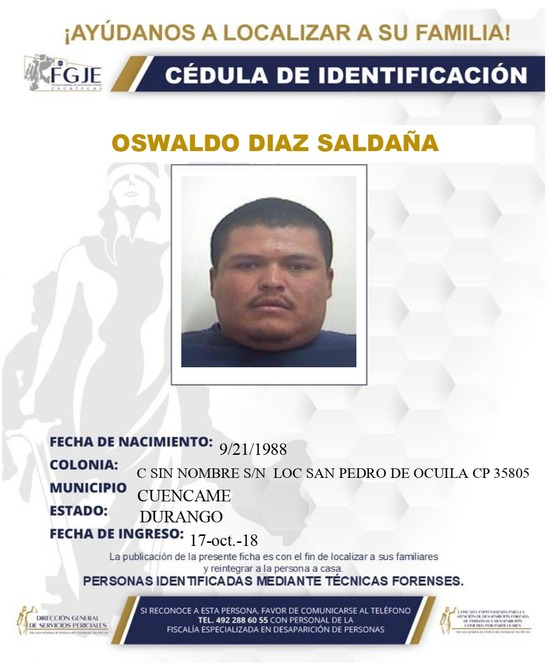 ¡AYÚDANOS A LOCALIZAR A SU FAMILIA!
FGJE
ZACATECAS
CÉDULA DE IDENTIFICACIÓN
OSWALDO DIAZ SALDAÑA
FECHA DE NACIMIENTO: 9/21/1988
COLONIA: C SIN NOMBRE S/N LOC SAN PEDRO DE OCUILA CP 35805
MUNICIPIO CUENCAME
ESTADO: DURANGO
FECHA DE INGRESO: 17-oct.-18
La publicación de la presente ficha es con el fin de localizar a sus familiares
y reintegrar a la persona a casa.
PERSONAS IDENTIFICADAS MEDIANTE TÉCNICAS FORENSES.
DIRECCIÓN GENERAL
DE SERVICIOS PERICIALES
SI RECONOCE A ESTA PERSONA, FAVOR DE COMUNICARSE AL TELÉFONO
TEL. 492 288 60 55 CON PERSONAL DE LA
FISCALÍA ESPECIALIZADA EN DESAPARICIÓN DE PERSONAS